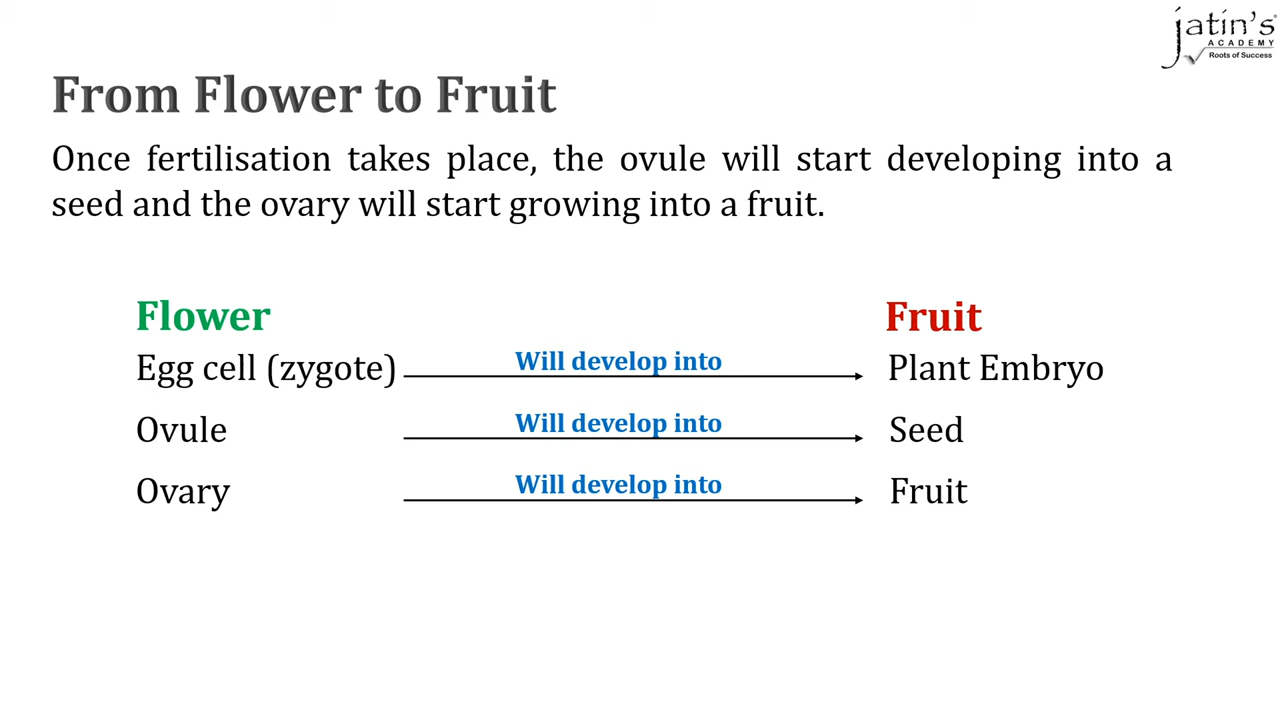 jatin's
ACADEMY
Roots of Success
From Flower to Fruit
Once fertilisation takes place, the ovule will start developing into a
seed and the ovary will start growing into a fruit.
Flower Fruit
Egg cell (zygote) Will develop into Plant Embryo
Ovule Will develop into Seed
Ovary Will develop into Fruit